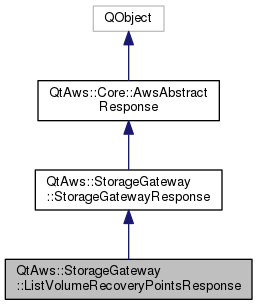 QObject
QtAws::Core::AwsAbstract
Response
QtAws::StorageGateway
::StorageGatewayResponse
QtAws::StorageGateway
::ListVolumeRecoveryPointsResponse